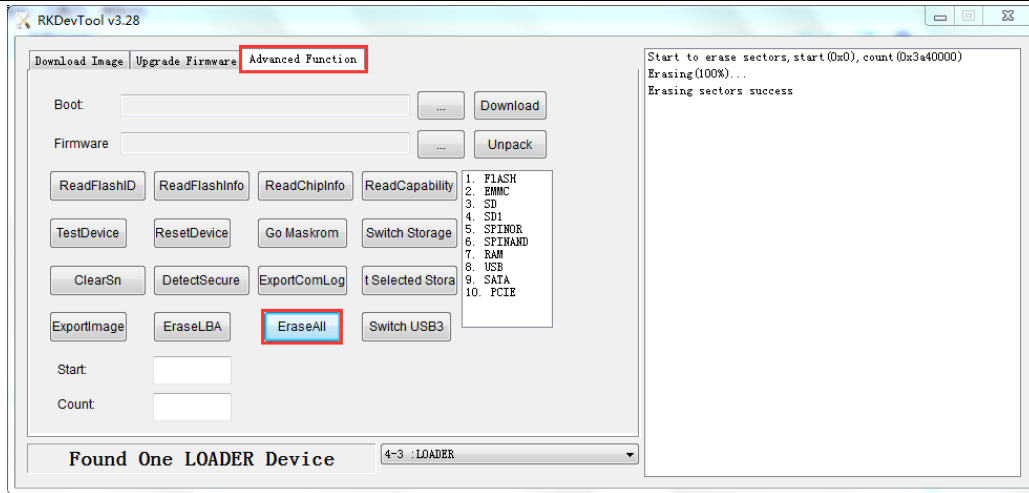 RKDevTool v3.28
Download Image Upgrade Firmware Advanced Function
Boot:
... Download
Firmware
... Unpack
ReadFlashID ReadFlashInfo ReadChipInfo ReadCapability
TestDevice ResetDevice Go Maskrom Switch Storage
ClearSn DetectSecure ExportComLog t Selected Stora
ExportImage EraseLBA EraseAll Switch USB3
1. FlASH
2. EMMC
3. SD
4. SD1
5. SPINOR
6. SPINAND
7. RAM
8. USB
9. SATA
10. PCIE
Start:
Count:
Found One LOADER Device
4-3 :LOADER
Start to erase sectors,start(0x0),count(0x3a40000)
Erasing(100%)...
Erasing sectors success